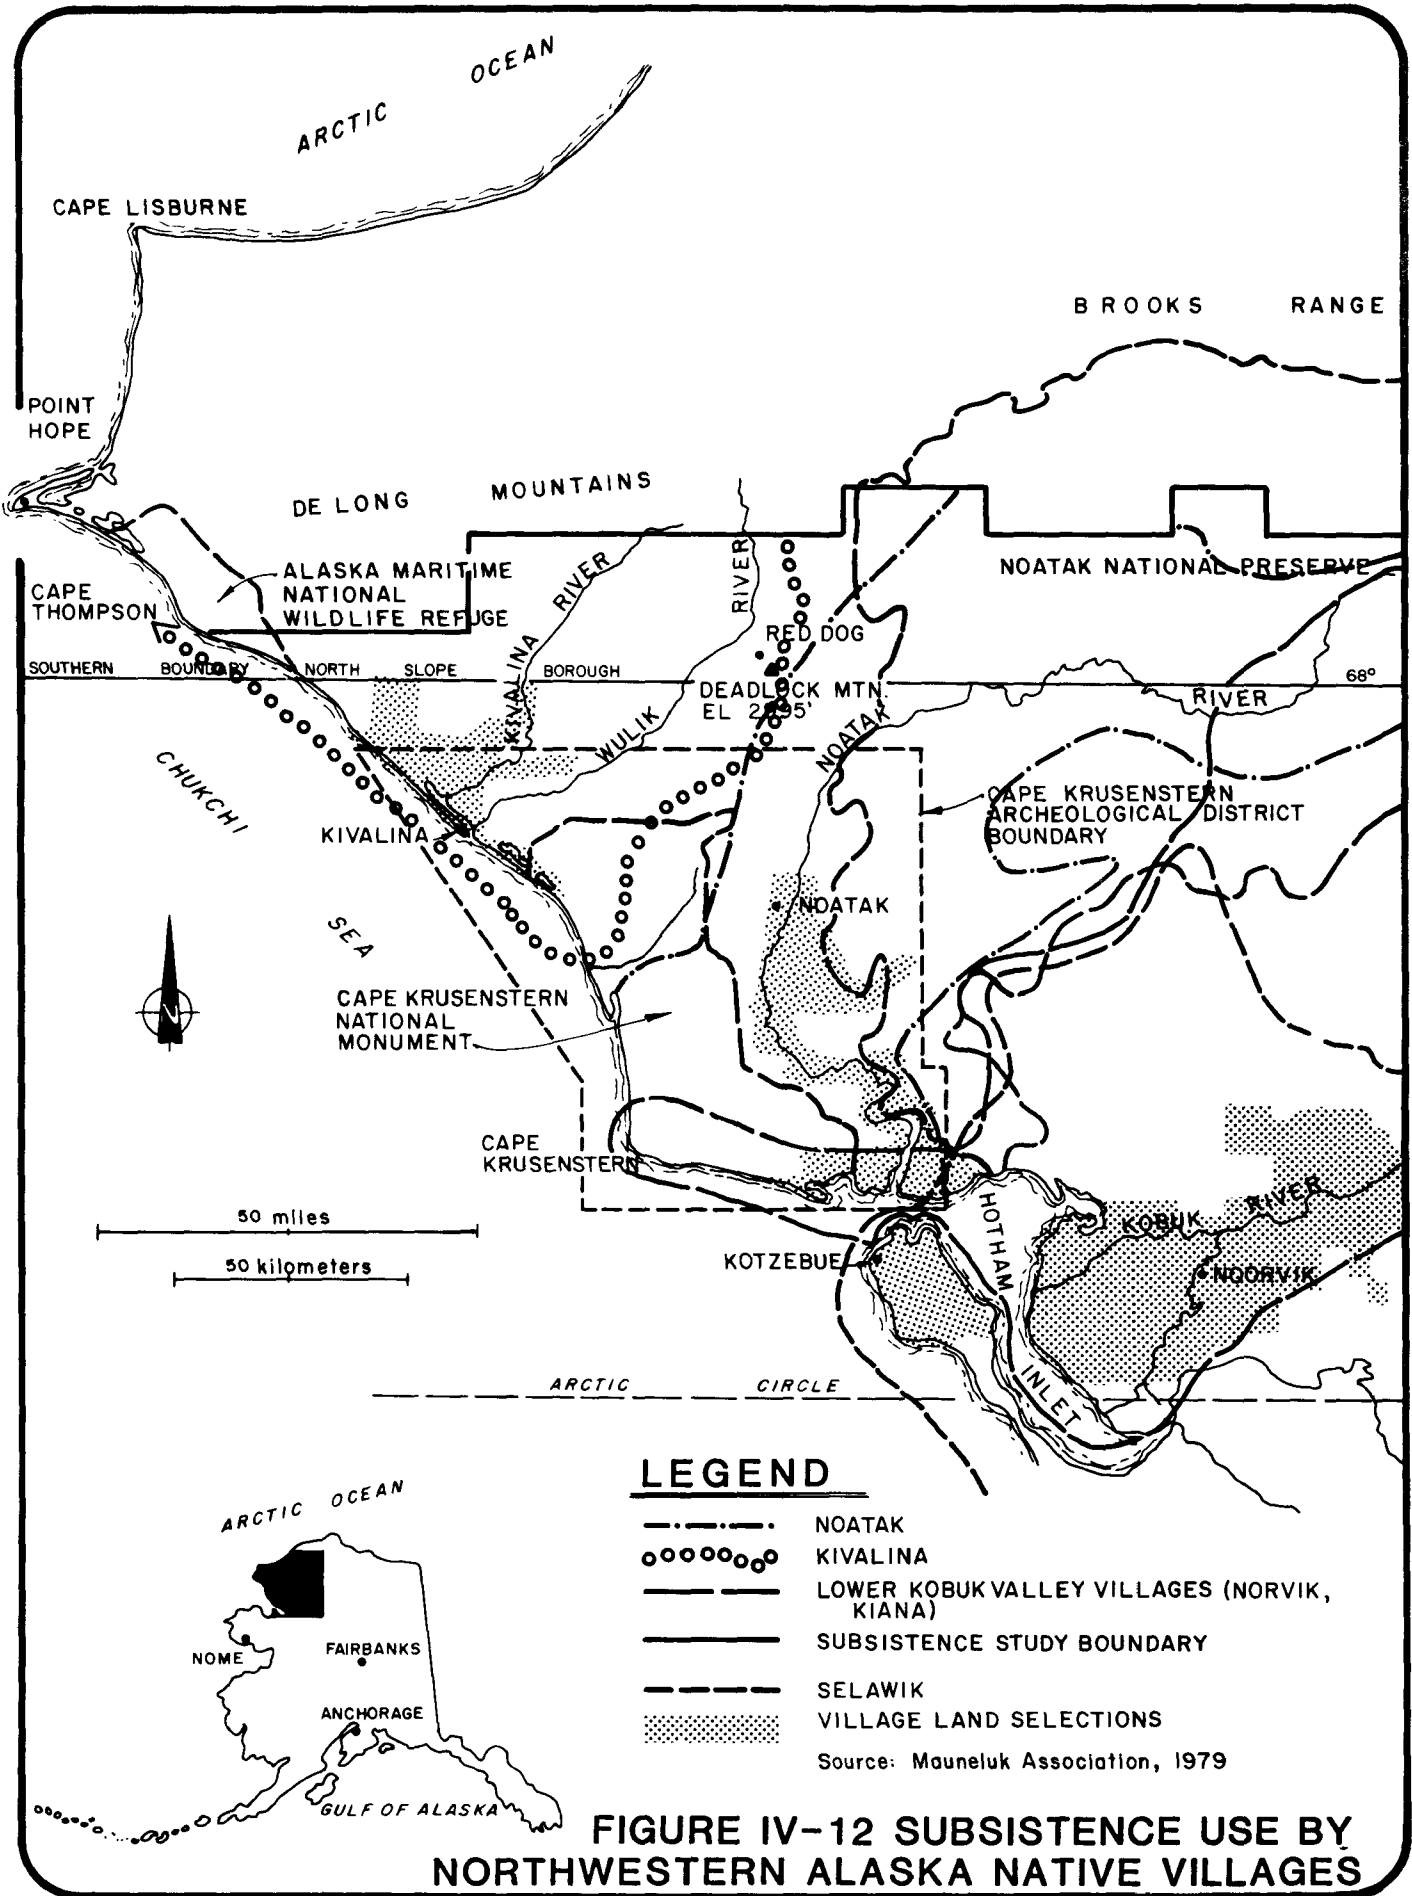 ARCTIC OCEAN
CAPE LISBURNE
BROOKS RANGE
POINT
HOPE
DE LONG MOUNTAINS
ALASKA MARITIME
NATIONAL
WILDLIFE REFUGE
CAPE
THOMPSON
KIVALINA RIVER
WULIK RIVER
NOATAK NATIONAL PRESERVE
RED DOG
SOUTHERN BOUNDARY NORTH SLOPE BOROUGH
68°
DEADLOCK MTN.
EL
NOATAK RIVER
CHUKCHI SEA
CAPE KRUSENSTERN
ARCHEOLOGICAL DISTRICT
BOUNDARY
KIVALINA
NOATAK
N
CAPE KRUSENSTERN
NATIONAL
MONUMENT
CAPE
KRUSENSTERN
50 miles
50 kilometers
KOTZEBUE
HOTHAM INLET
KOBUK RIVER
NOORVIK
ARCTIC CIRCLE
LEGEND
NOATAK
KIVALINA
LOWER KOBUK VALLEY VILLAGES (NORVIK,
KIANA)
SUBSISTENCE STUDY BOUNDARY
SELAWIK
VILLAGE LAND SELECTIONS
Source: Mauneluk Association, 1979
ARCTIC OCEAN
NOME
FAIRBANKS
ANCHORAGE
GULF OF ALASKA
FIGURE IV-12 SUBSISTENCE USE BY
NORTHWESTERN ALASKA NATIVE VILLAGES